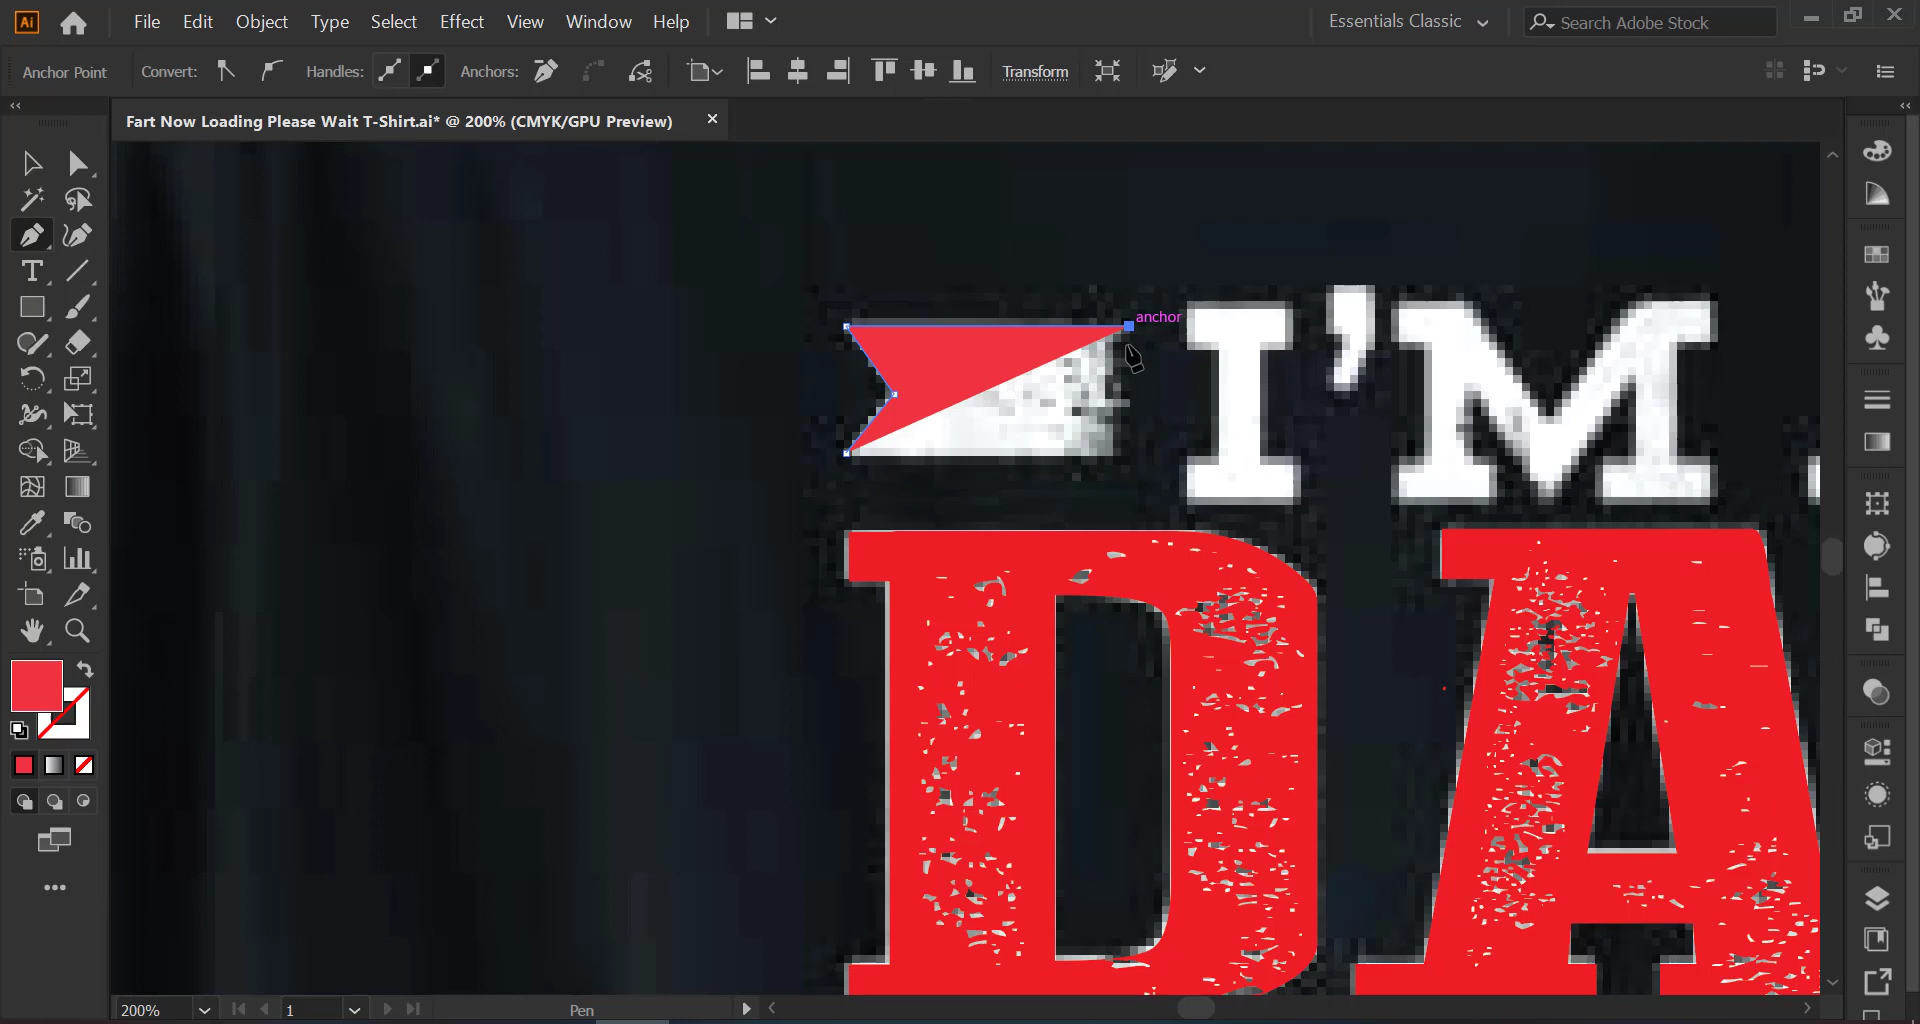 Ai File Edit Object Type Select Effect View Window Help Essentials Classic Search Adobe Stock
Anchor Point Convert: Handles: Anchors: Transform
Fart Now Loading Please Wait T-Shirt.ai* @ 200% (CMYK/GPU Preview)
anchor
I'M
DA
200% 1 Pen